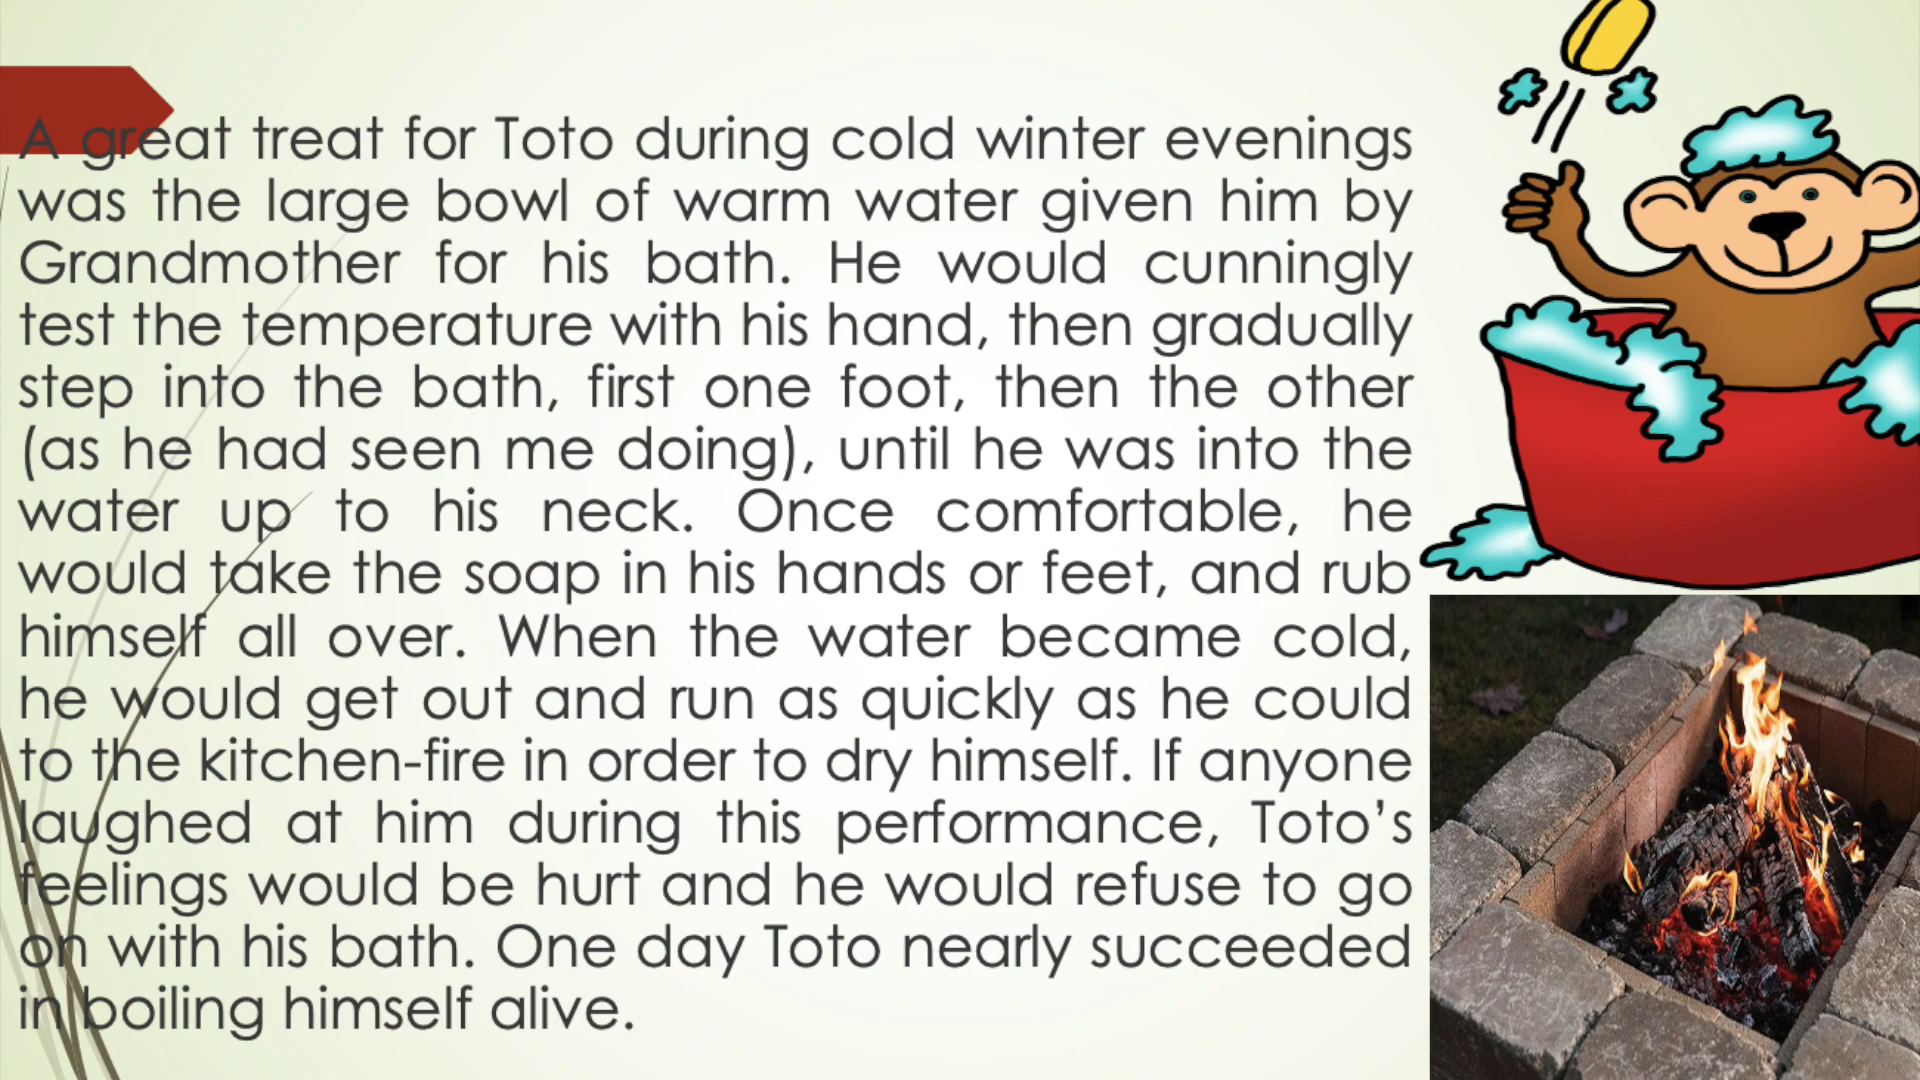 A great treat for Toto during cold winter evenings
was the large bowl of warm water given him by
Grandmother for his bath. He would cunningly
test the temperature with his hand, then gradually
step into the bath, first one foot, then the other
(as he had seen me doing), until he was into the
water up to his neck. Once comfortable, he
would take the soap in his hands or feet, and rub
himself all over. When the water became cold,
he would get out and run as quickly as he could
to the kitchen-fire in order to dry himself. If anyone
laughed at him during this performance, Toto’s
feelings would be hurt and he would refuse to go
on with his bath. One day Toto nearly succeeded
in boiling himself alive.